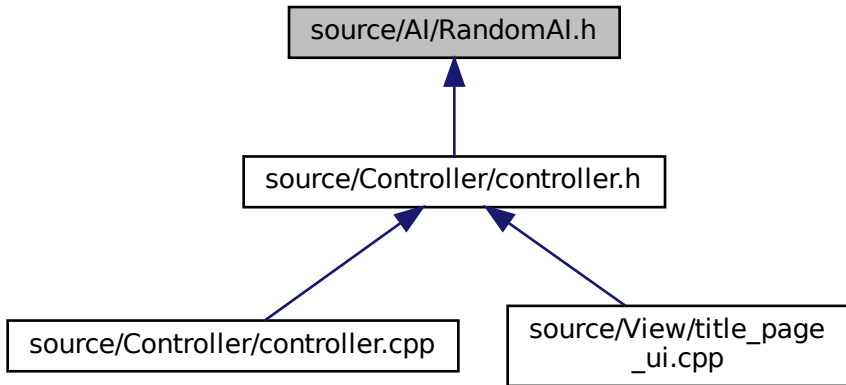 source/AI/RandomAI.h
source/Controller/controller.h
source/Controller/controller.cpp
source/View/title_page
_ui.cpp